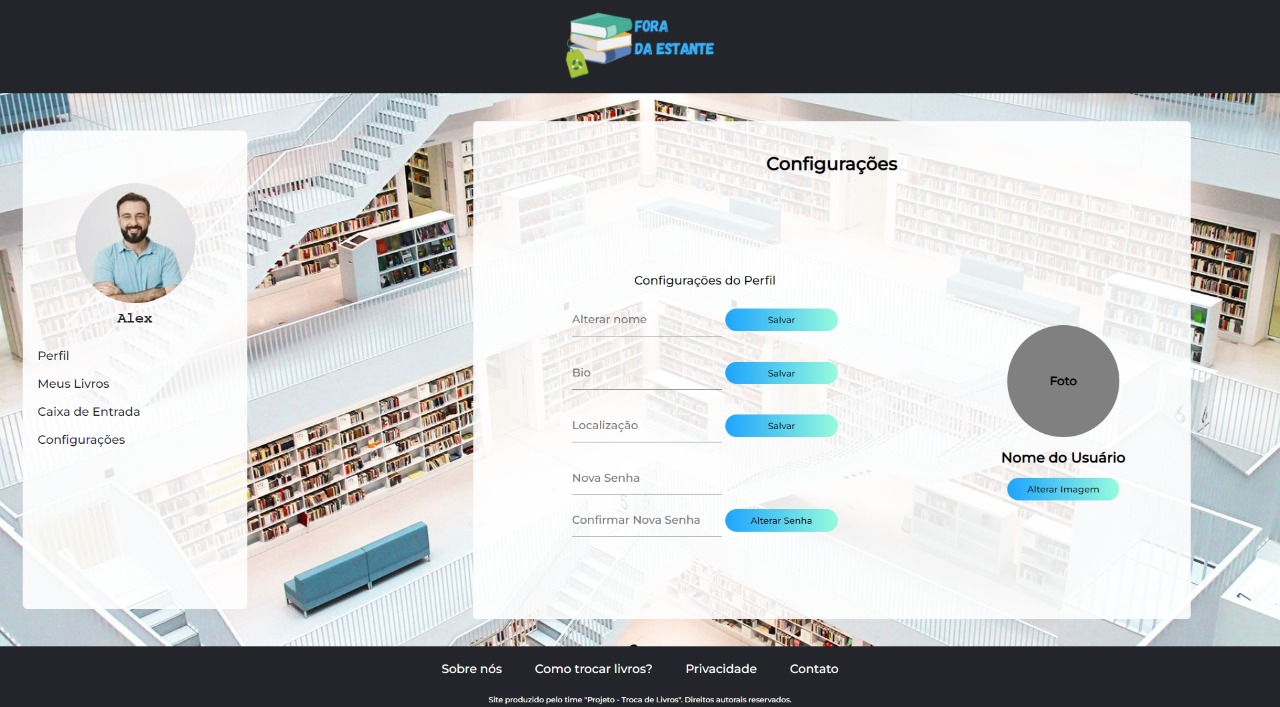 FORA
DA ESTANTE
Alex
Perfil
Meus Livros
Caixa de Entrada
Configurações
Configurações
Configurações do Perfil
Alterar nome
Salvar
Bio
Salvar
Localização
Salvar
Nova Senha
Confirmar Nova Senha
Alterar Senha
Foto
Nome do Usuário
Alterar Imagem
Sobre nós Como trocar livros? Privacidade Contato
Site produzido pelo time "Projeto - Troca de Livros". Direitos autorais reservados.